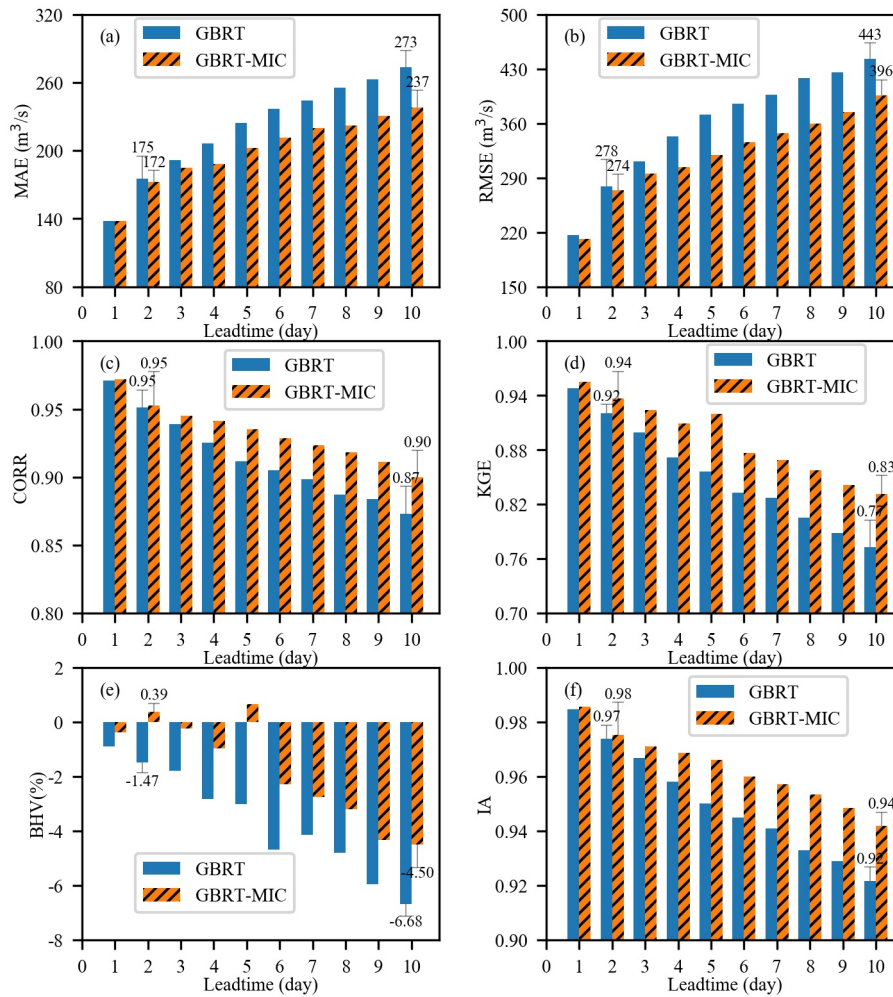 (a)
GBRT
GBRT-MIC
273
237
175
172
MAE (m³/s)
320
260
200
140
80
0 1 2 3 4 5 6 7 8 9 10
Leadtime (day)
(b)
GBRT
GBRT-MIC
443
396
278
274
RMSE (m³/s)
500
430
360
290
220
150
0 1 2 3 4 5 6 7 8 9 10
Leadtime (day)
(c)
GBRT
GBRT-MIC
0.95
0.95
0.90
0.87
CORR
1.00
0.95
0.90
0.85
0.80
0 1 2 3 4 5 6 7 8 9 10
Leadtime (day)
(d)
GBRT
GBRT-MIC
0.94
0.92
0.83
0.77
KGE
1.00
0.94
0.88
0.82
0.76
0.70
0 1 2 3 4 5 6 7 8 9 10
Leadtime (day)
(e)
0.39
-1.47
GBRT
GBRT-MIC
-4.50
-6.68
BHV(%)
2
0
-2
-4
-6
-8
0 1 2 3 4 5 6 7 8 9 10
Leadtime (day)
(f)
GBRT
GBRT-MIC
0.98
0.97
0.94
0.92
IA
1.00
0.98
0.96
0.94
0.92
0.90
0 1 2 3 4 5 6 7 8 9 10
Leadtime (day)